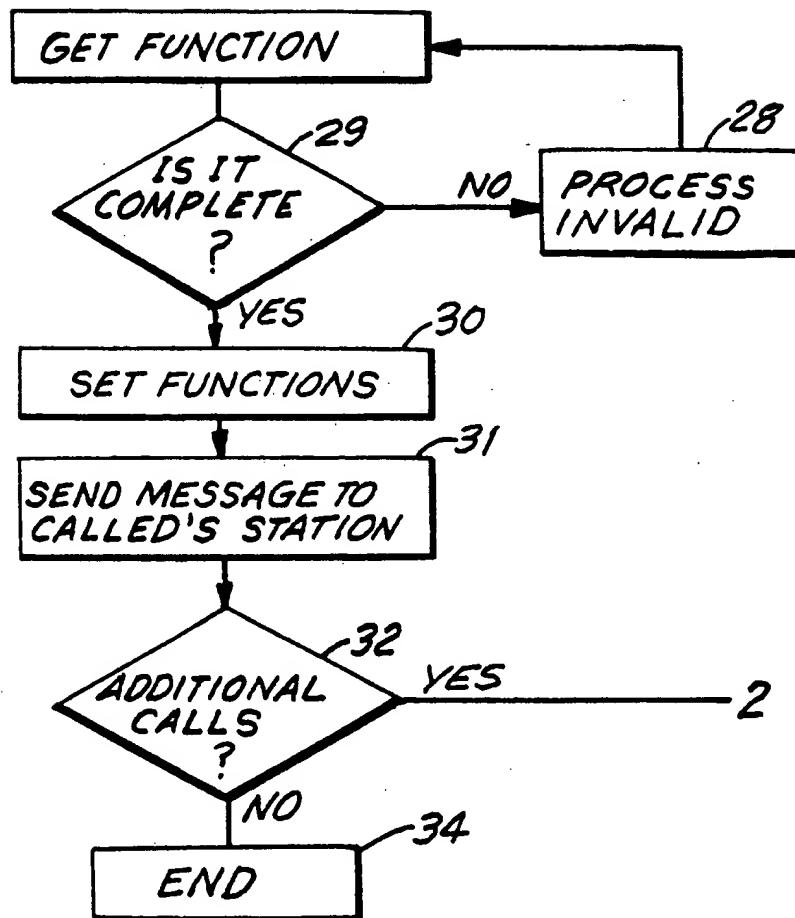 GET FUNCTION
28
29
IS IT
COMPLETE
?
NO
PROCESS
INVALID
YES
30
SET FUNCTIONS
31
SEND MESSAGE TO
CALLED'S STATION
32
ADDITIONAL
CALLS
?
YES
2
NO
34
END